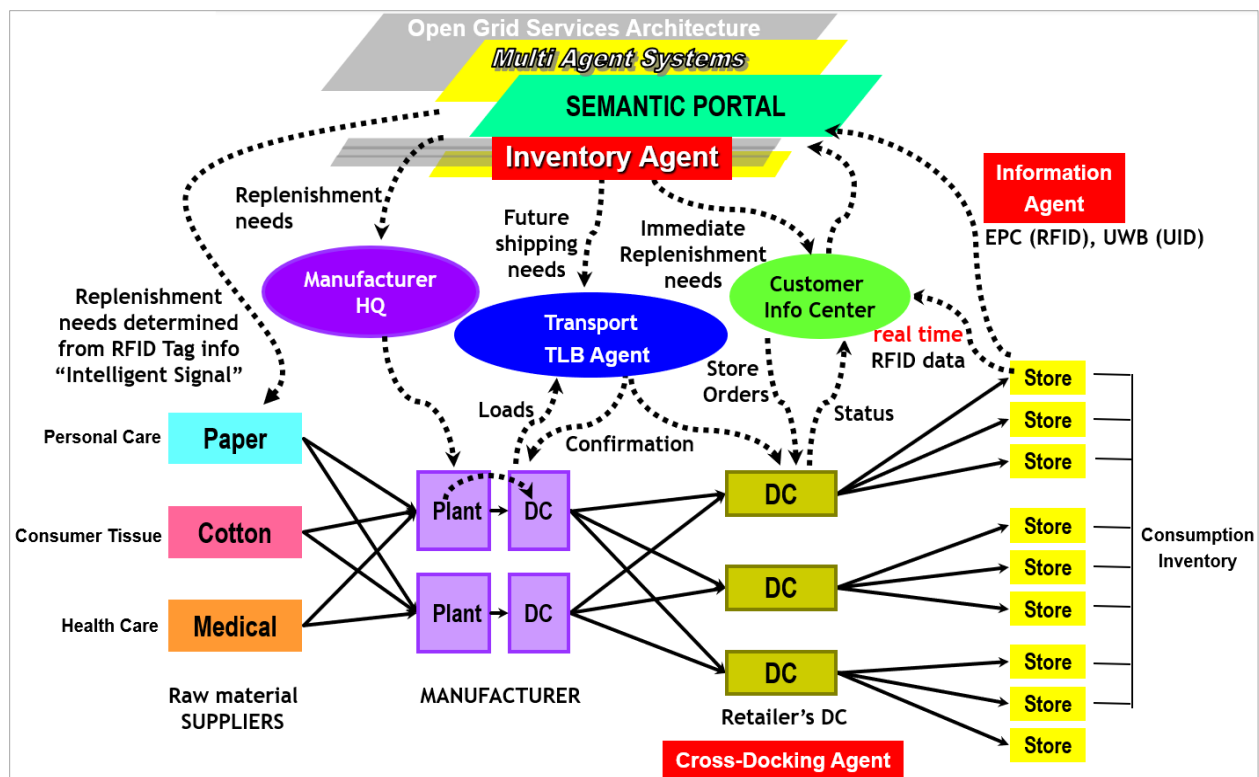 Open Grid Services Architecture
Multi Agent Systems
SEMANTIC PORTAL
Inventory Agent
Information
Agent
EPC (RFID), UWB (UID)
Replenishment
needs
Future
shipping
needs
Immediate
Replenishment
needs
Manufacturer
HQ
Customer
Info Center
Transport
TLB Agent
Replenishment
needs determined
from RFID Tag info
“Intelligent Signal”
real time
RFID data
Store
Orders
Status
Loads
Confirmation
Personal Care
Paper
Consumer Tissue
Cotton
Health Care
Medical
Plant
DC
Plant
DC
DC
DC
DC
Store
Store
Store
Store
Store
Store
Store
Store
Store
Consumption
Inventory
Raw material
SUPPLIERS
MANUFACTURER
Retailer’s DC
Cross-Docking Agent